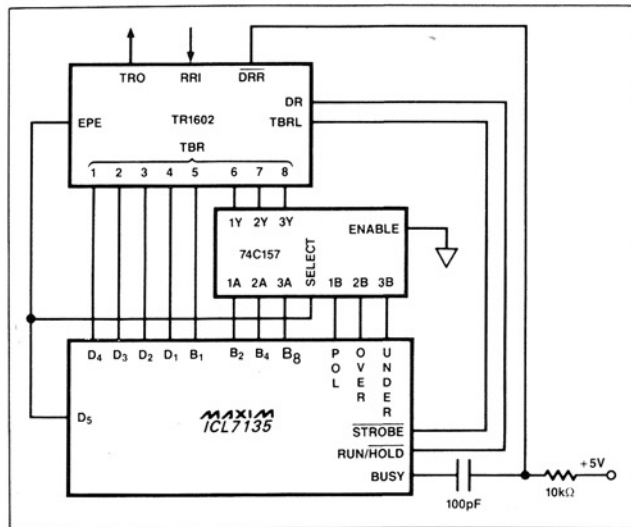 TRO RRI DRR
DR
EPE TR1602 TBRL
TBR
1 2 3 4 5 6 7 8
1Y 2Y 3Y
ENABLE
74C157
SELECT
1A 2A 3A 1B 2B 3B
D4 D3 D2 D1 B1 B2 B4 B8 POL OVER UNDER
D5
MAXIM
ICL7135
STROBE
RUN/HOLD
BUSY
+5V
100pF 10kΩ